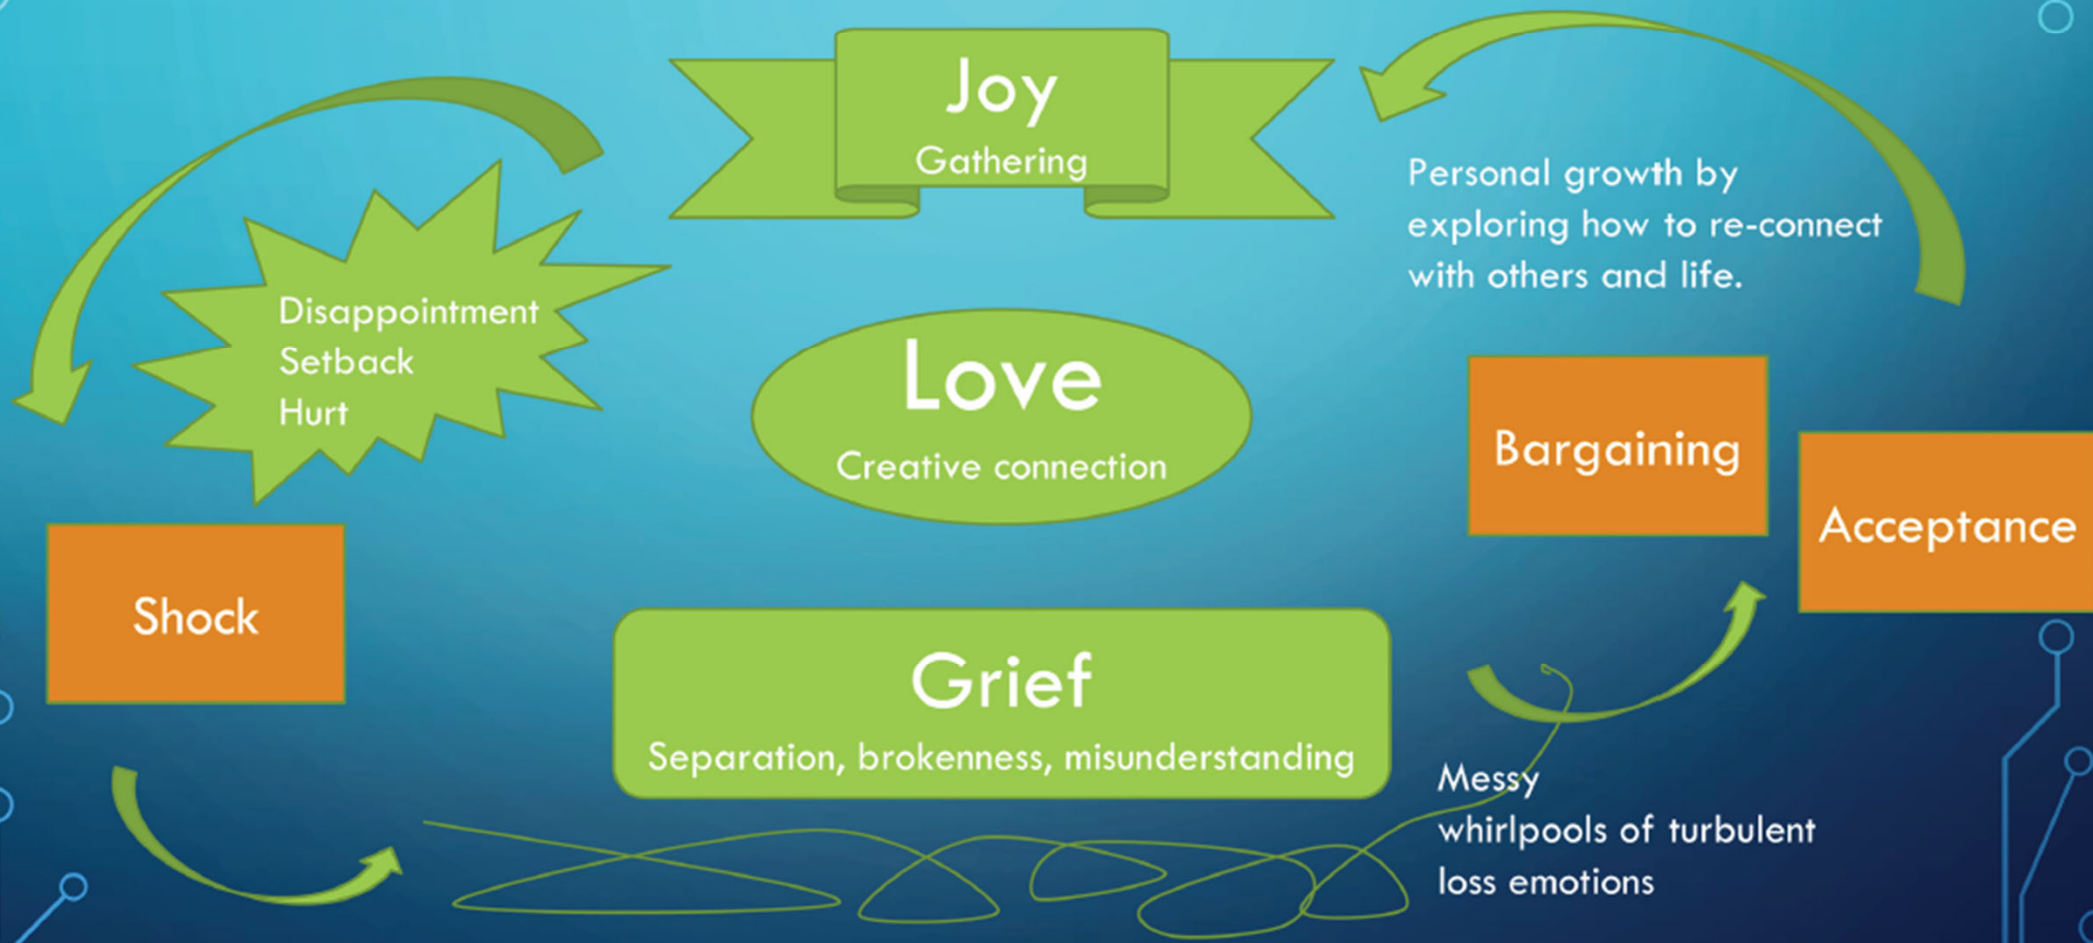 Joy
Gathering
Personal growth by
exploring how to re-connect
with others and life.
Disappointment
Setback
Hurt
Love
Creative connection
Bargaining
Acceptance
Shock
Grief
Separation, brokenness, misunderstanding
Messy
whirlpools of turbulent
loss emotions